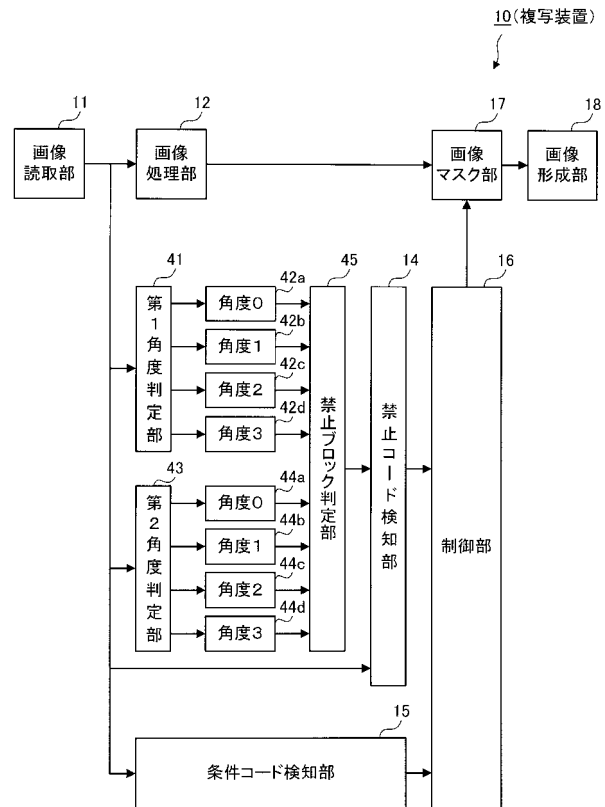 10(複写装置)
11
12
17
18
画像
読取部
画像
処理部
画像
マスク部
画像
形成部
41
42a
45
14
16
第1角度判定部
角度0
42b
角度1
42c
角度2
42d
角度3
43
44a
第2角度判定部
角度0
44b
角度1
44c
角度2
44d
角度3
禁止ブロック判定部
禁止コード検知部
制御部
15
条件コード検知部